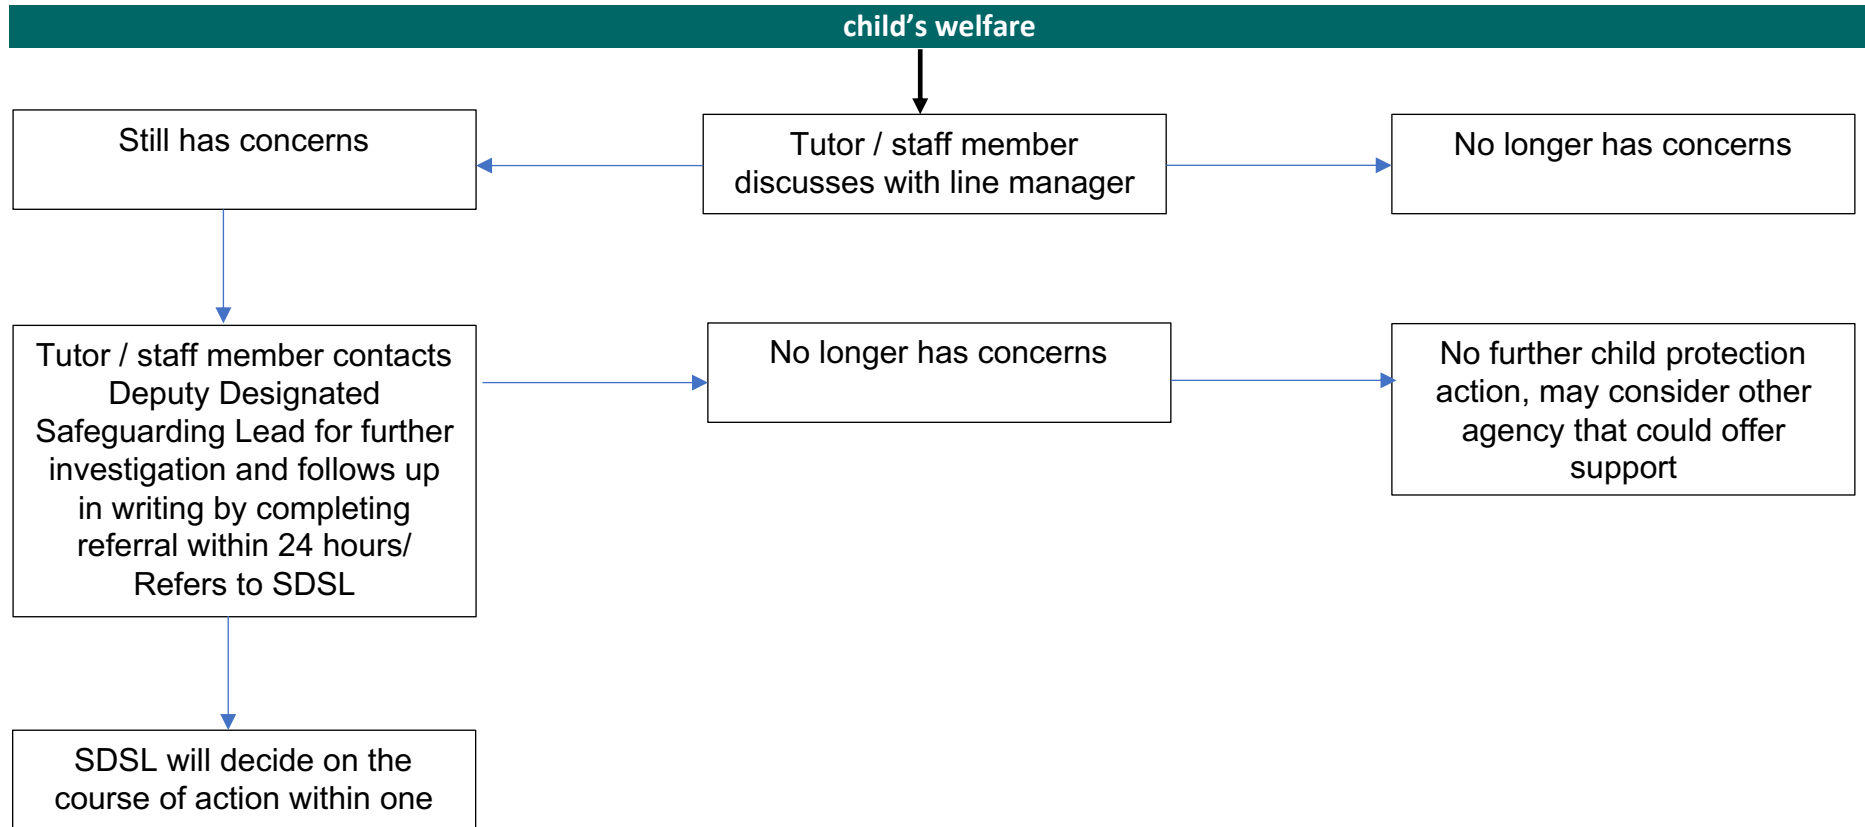 child's welfare
Still has concerns
Tutor / staff member
discusses with line manager
No longer has concerns
Tutor / staff member contacts
Deputy Designated
Safeguarding Lead for further
investigation and follows up
in writing by completing
referral within 24 hours/
Refers to SDSL
No longer has concerns
No further child protection
action, may consider other
agency that could offer
support
SDSL will decide on the
course of action within one